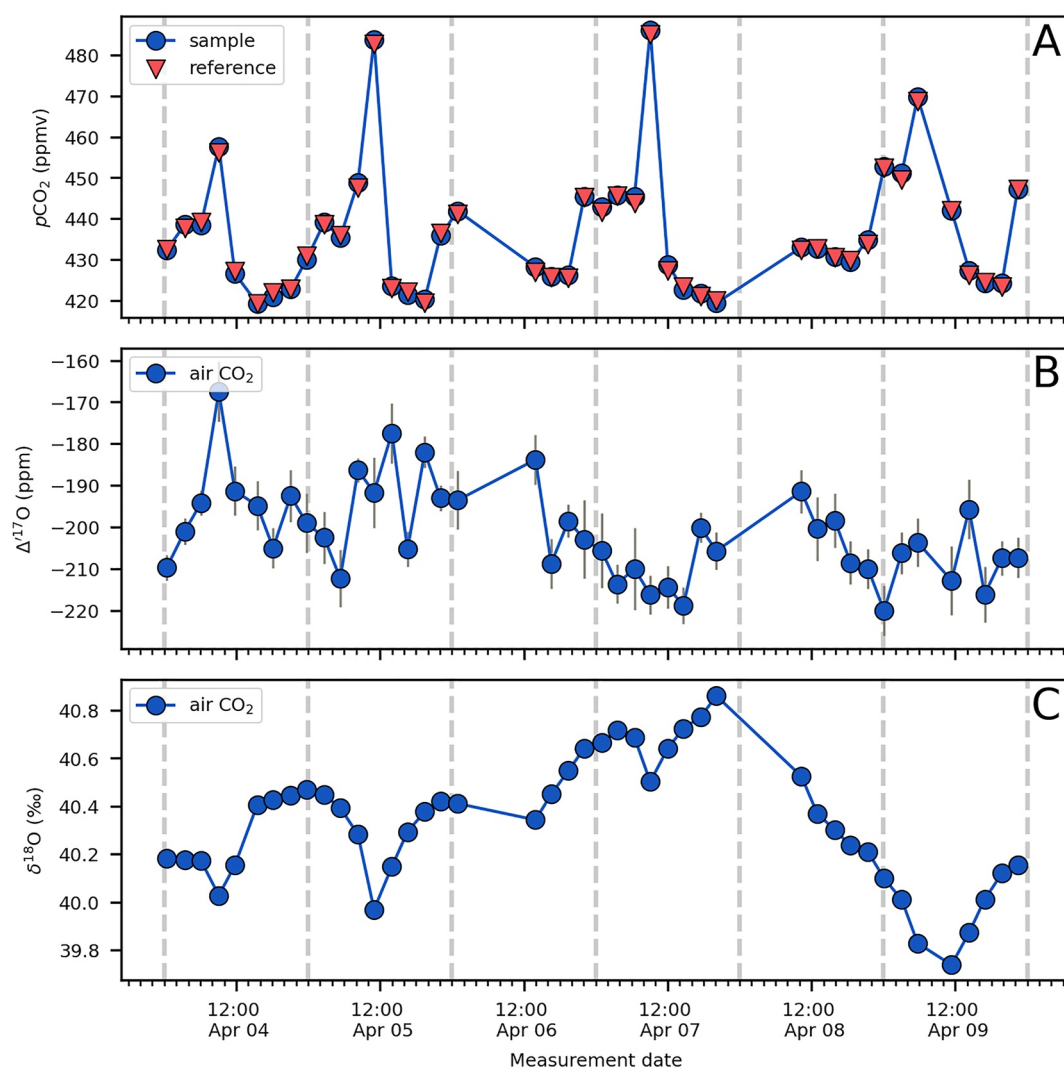 A
sample
reference
480
470
460
450
440
430
420
pCO₂ (ppmv)
B
air CO₂
−160
−170
−180
−190
−200
−210
−220
Δ′¹⁷O (ppm)
C
air CO₂
40.8
40.6
40.4
40.2
40.0
39.8
δ¹⁸O (‰)
12:00 12:00 12:00 12:00 12:00 12:00
Apr 04 Apr 05 Apr 06 Apr 07 Apr 08 Apr 09
Measurement date